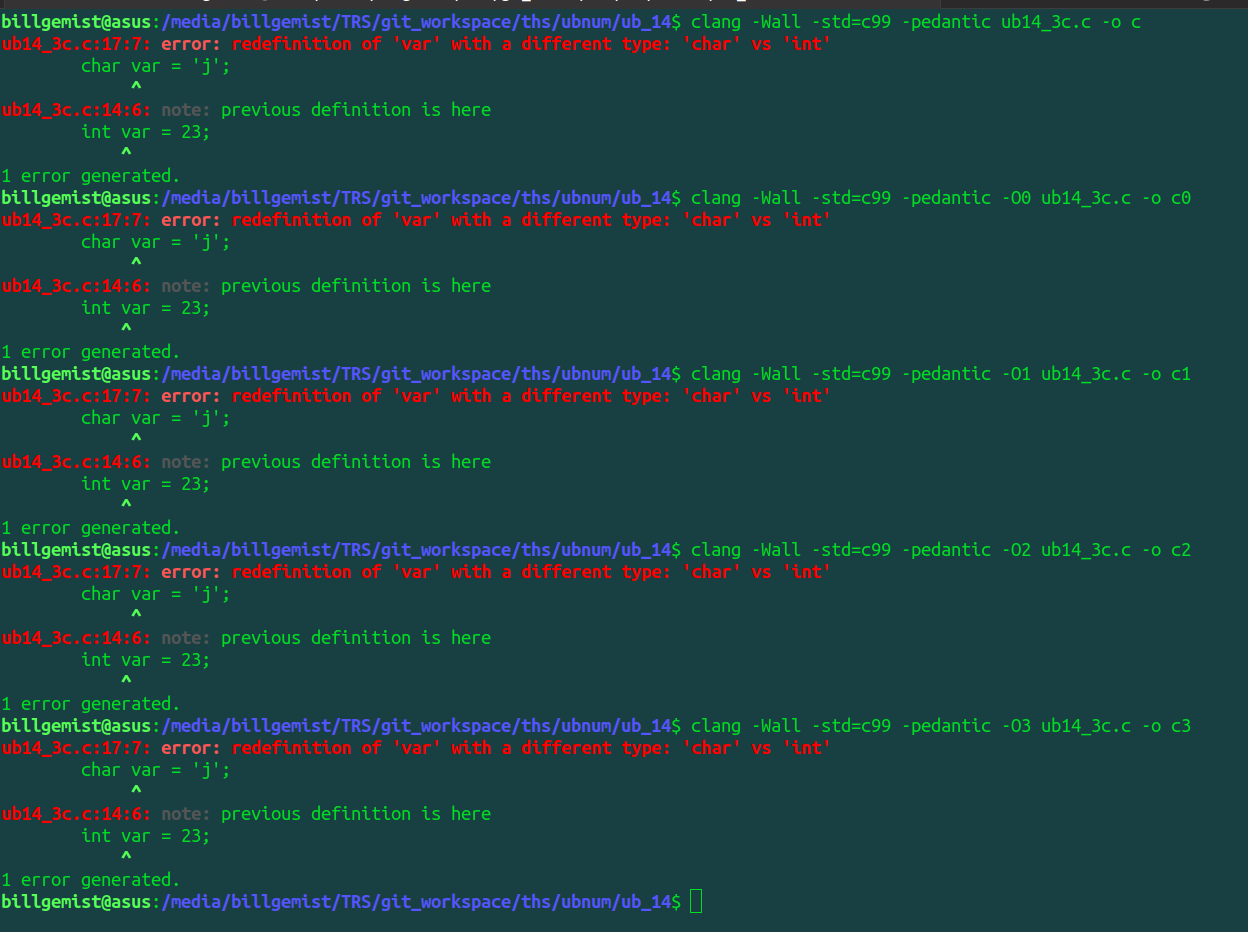 billgemist@asus:/media/billgemist/TRS/git_workspace/ths/ubnum/ub_14$ clang -Wall -std=c99 -pedantic ub14_3c.c -o c
ub14_3c.c:17:7: error: redefinition of 'var' with a different type: 'char' vs 'int'
        char var = 'j';
             ^
ub14_3c.c:14:6: note: previous definition is here
        int var = 23;
            ^
1 error generated.
billgemist@asus:/media/billgemist/TRS/git_workspace/ths/ubnum/ub_14$ clang -Wall -std=c99 -pedantic -O0 ub14_3c.c -o c0
ub14_3c.c:17:7: error: redefinition of 'var' with a different type: 'char' vs 'int'
        char var = 'j';
             ^
ub14_3c.c:14:6: note: previous definition is here
        int var = 23;
            ^
1 error generated.
billgemist@asus:/media/billgemist/TRS/git_workspace/ths/ubnum/ub_14$ clang -Wall -std=c99 -pedantic -O1 ub14_3c.c -o c1
ub14_3c.c:17:7: error: redefinition of 'var' with a different type: 'char' vs 'int'
        char var = 'j';
             ^
ub14_3c.c:14:6: note: previous definition is here
        int var = 23;
            ^
1 error generated.
billgemist@asus:/media/billgemist/TRS/git_workspace/ths/ubnum/ub_14$ clang -Wall -std=c99 -pedantic -O2 ub14_3c.c -o c2
ub14_3c.c:17:7: error: redefinition of 'var' with a different type: 'char' vs 'int'
        char var = 'j';
             ^
ub14_3c.c:14:6: note: previous definition is here
        int var = 23;
            ^
1 error generated.
billgemist@asus:/media/billgemist/TRS/git_workspace/ths/ubnum/ub_14$ clang -Wall -std=c99 -pedantic -O3 ub14_3c.c -o c3
ub14_3c.c:17:7: error: redefinition of 'var' with a different type: 'char' vs 'int'
        char var = 'j';
             ^
ub14_3c.c:14:6: note: previous definition is here
        int var = 23;
            ^
1 error generated.
billgemist@asus:/media/billgemist/TRS/git_workspace/ths/ubnum/ub_14$